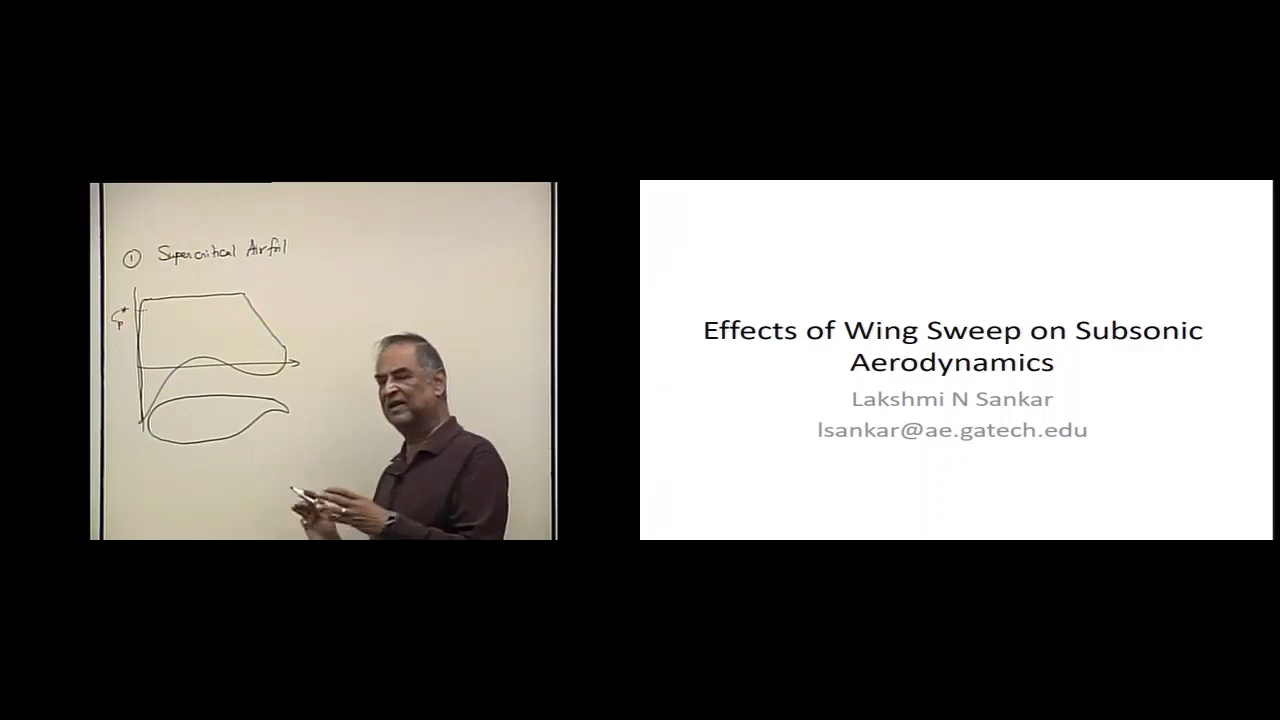 ① Supercritical Airfoil
Cp*
Effects of Wing Sweep on Subsonic
Aerodynamics
Lakshmi N Sankar
lsankar@ae.gatech.edu